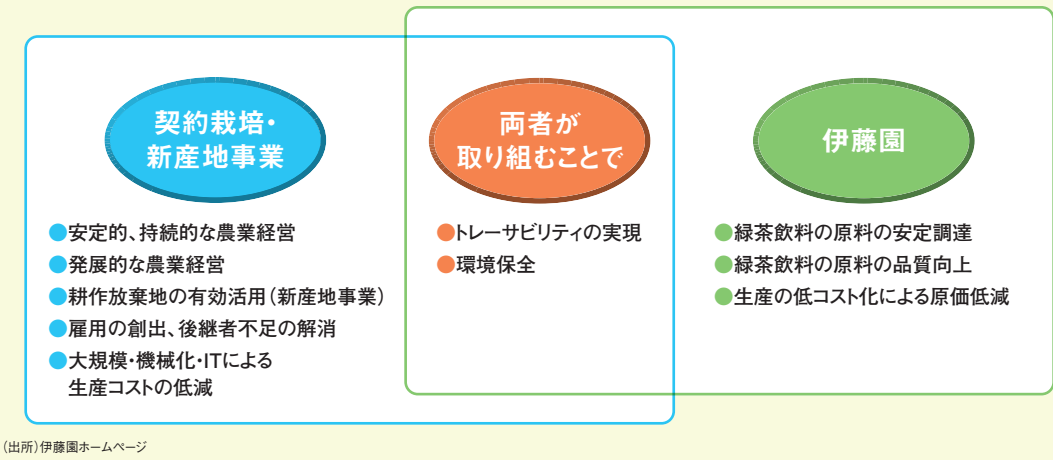 契約栽培・
新産地事業
●安定的、持続的な農業経営
●発展的な農業経営
●耕作放棄地の有効活用（新産地事業）
●雇用の創出、後継者不足の解消
●大規模・機械化・ITによる
生産コストの低減
両者が
取り組むことで
●トレーサビリティの実現
●環境保全
伊藤園
●緑茶飲料の原料の安定調達
●緑茶飲料の原料の品質向上
●生産の低コスト化による原価低減
（出所）伊藤園ホームページ